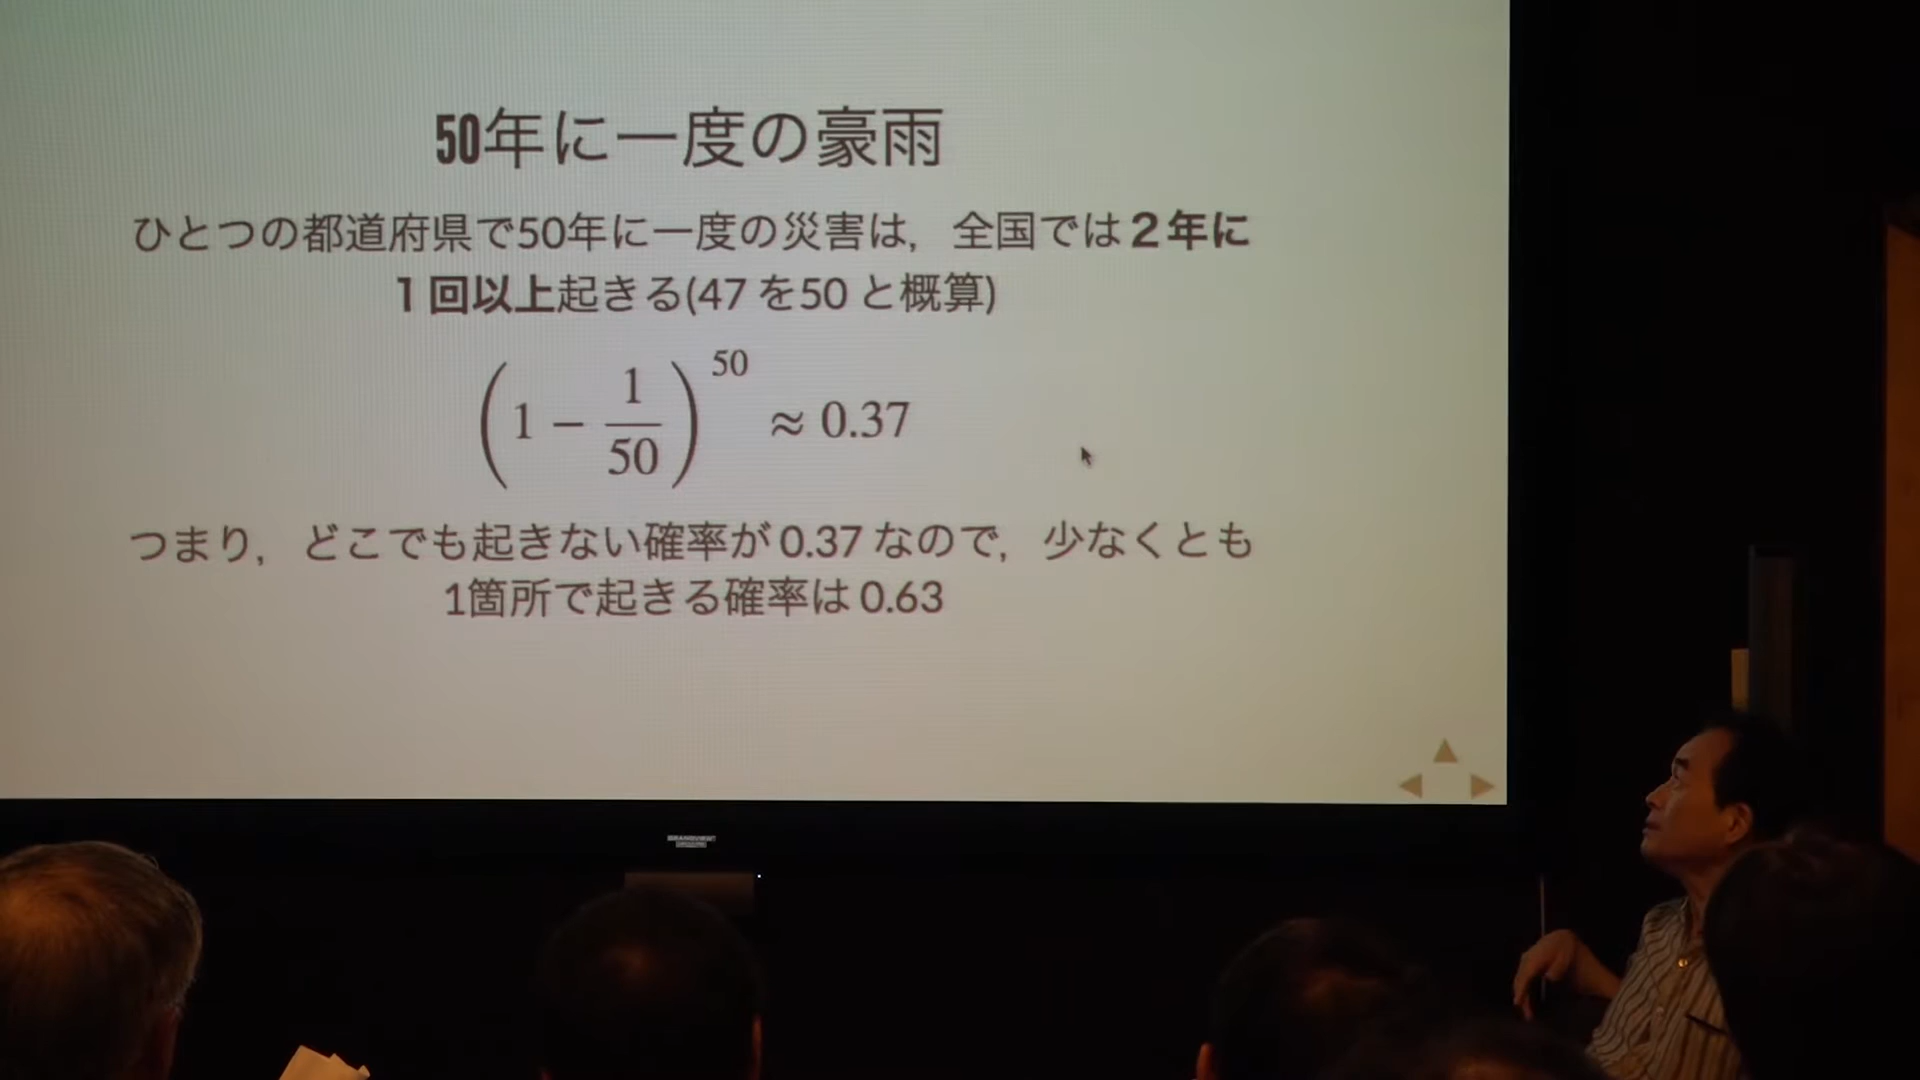 50年に一度の豪雨
ひとつの都道府県で50年に一度の災害は，全国では２年に
１回以上起きる(47 を50 と概算)
(1 − 1/50)^50 ≈ 0.37
つまり，どこでも起きない確率が 0.37 なので，少なくとも
1箇所で起きる確率は 0.63